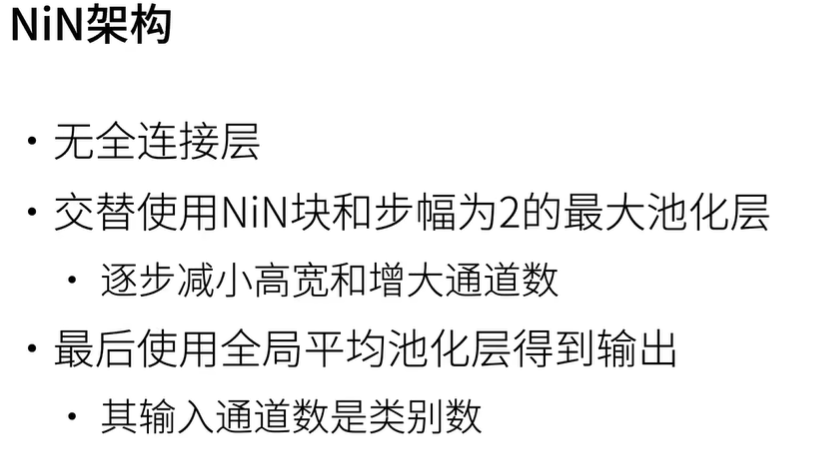 NiN架构
• 无全连接层
• 交替使用NiN块和步幅为2的最大池化层
• 逐步减小高宽和增大通道数
• 最后使用全局平均池化层得到输出
• 其输入通道数是类别数